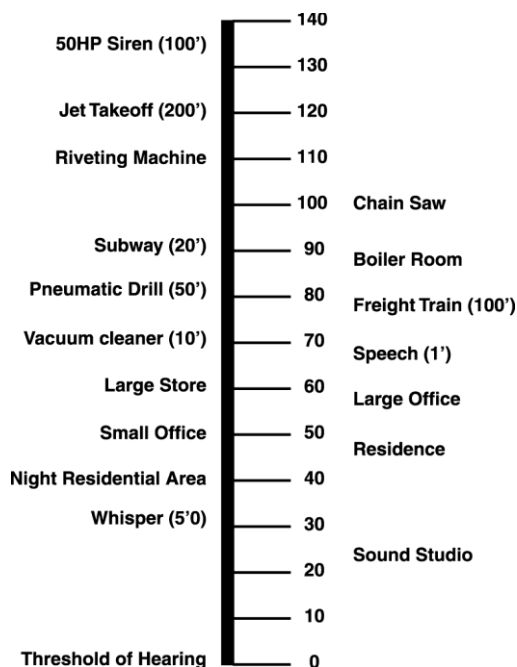 140
50HP Siren (100’)
130
Jet Takeoff (200’)
120
Riveting Machine
110
100
Chain Saw
Subway (20’)
90
Boiler Room
Pneumatic Drill (50’)
80
Freight Train (100’)
Vacuum cleaner (10’)
70
Speech (1’)
Large Store
60
Large Office
Small Office
50
Residence
Night Residential Area
40
Whisper (5’0)
30
Sound Studio
20
10
Threshold of Hearing
0